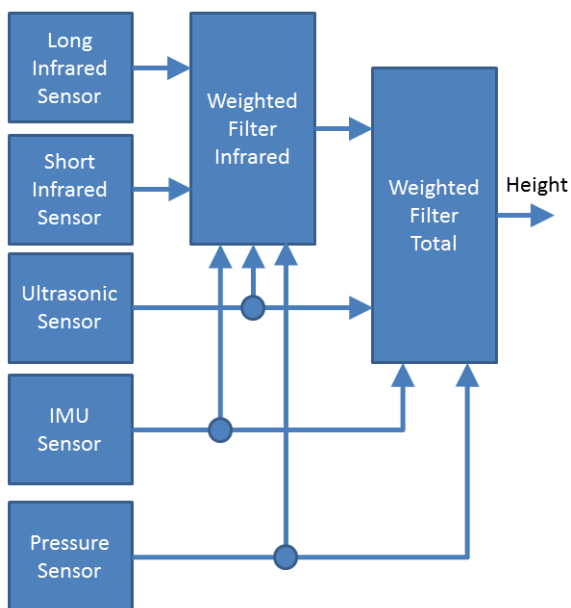 Long
Infrared
Sensor
Weighted
Filter
Infrared
Short
Infrared
Sensor
Weighted
Filter
Total
Height
Ultrasonic
Sensor
IMU
Sensor
Pressure
Sensor